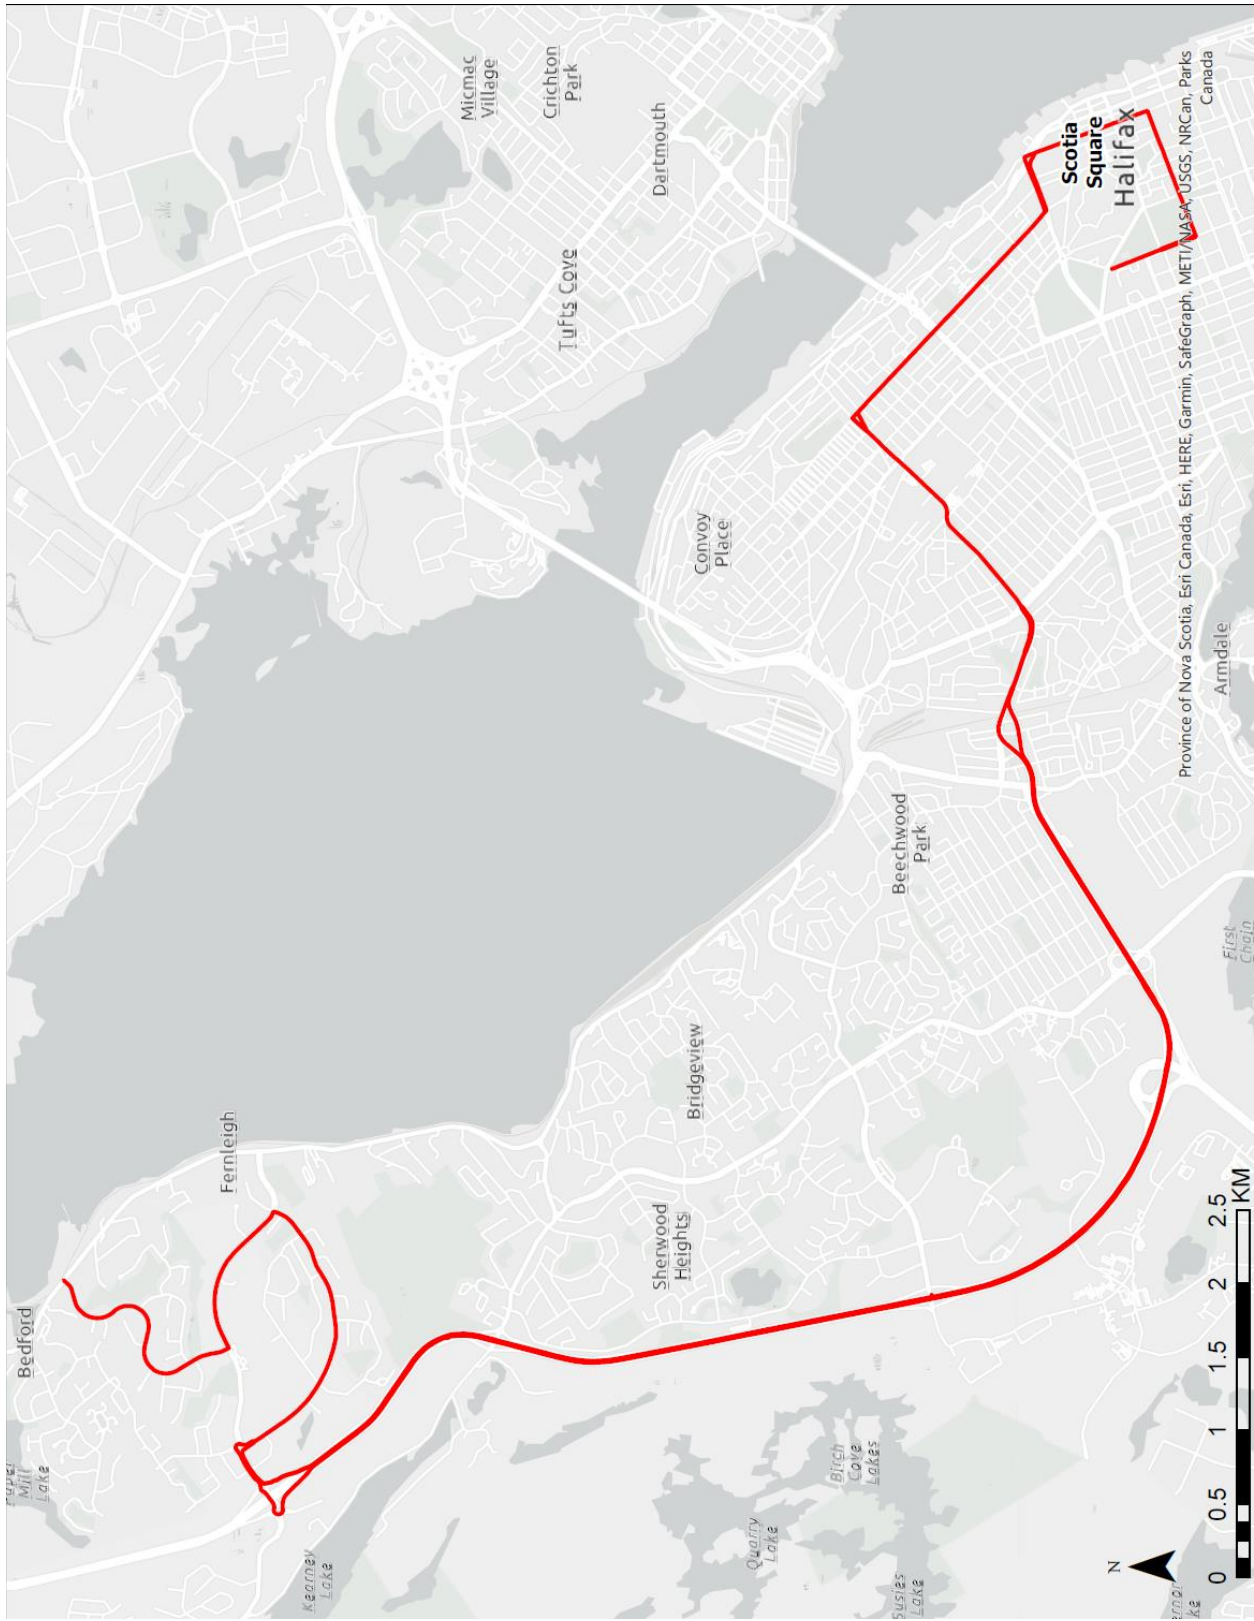 Micmac
Village
Crichton
Park
Dartmouth
Tufts Cove
Scotia
Square
Halifax
Convoy
Place
Bedford
Mill
Lake
Fernleigh
Kearney
Lake
Sherwood
Heights
Bridgeview
Beechwood
Park
Armdale
First
Chain
Birch
Cove
Lakes
Quarry
Lake
Susies
Lake
Province of Nova Scotia, Esri Canada, Esri, HERE, Garmin, SafeGraph, METI/NASA, USGS, NRCan, Parks
Canada
N
0 0.5 1 1.5 2 2.5
KM